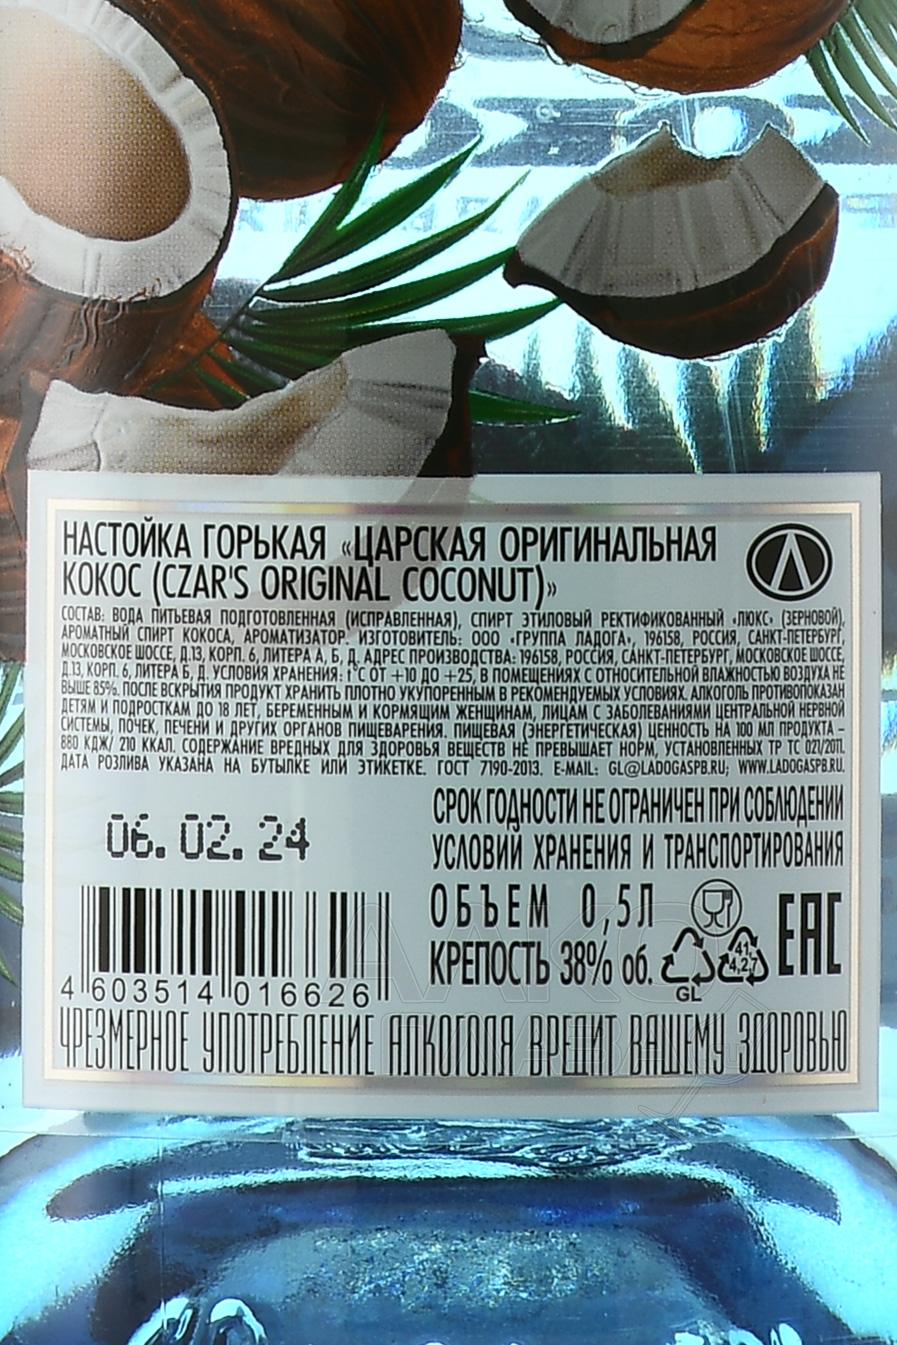 НАСТОЙКА ГОРЬКАЯ «ЦАРСКАЯ ОРИГИНАЛЬНАЯ
КОКОС (CZAR'S ORIGINAL COCONUT)»
СОСТАВ: ВОДА ПИТЬЕВАЯ ПОДГОТОВЛЕННАЯ (ИСПРАВЛЕННАЯ), СПИРТ ЭТИЛОВЫЙ РЕКТИФИКОВАННЫЙ «ЛЮКС» (ЗЕРНОВОЙ),
АРОМАТНЫЙ СПИРТ КОКОСА, АРОМАТИЗАТОР. ИЗГОТОВИТЕЛЬ: ООО «ГРУППА ЛАДОГА», 196158, РОССИЯ, САНКТ-ПЕТЕРБУРГ,
МОСКОВСКОЕ ШОССЕ, Д.13, КОРП. 6, ЛИТЕРА А, Б, Д. АДРЕС ПРОИЗВОДСТВА: 196158, РОССИЯ, САНКТ-ПЕТЕРБУРГ, МОСКОВСКОЕ ШОССЕ,
Д.13, КОРП. 6, ЛИТЕРА Б, Д. УСЛОВИЯ ХРАНЕНИЯ: t°C ОТ +10 ДО +25, В ПОМЕЩЕНИЯХ С ОТНОСИТЕЛЬНОЙ ВЛАЖНОСТЬЮ ВОЗДУХА НЕ
ВЫШЕ 85%. ПОСЛЕ ВСКРЫТИЯ ПРОДУКТ ХРАНИТЬ ПЛОТНО УКУПОРЕННЫМ В РЕКОМЕНДУЕМЫХ УСЛОВИЯХ. АЛКОГОЛЬ ПРОТИВОПОКАЗАН
ДЕТЯМ И ПОДРОСТКАМ ДО 18 ЛЕТ, БЕРЕМЕННЫМ И КОРМЯЩИМ ЖЕНЩИНАМ, ЛИЦАМ С ЗАБОЛЕВАНИЯМИ ЦЕНТРАЛЬНОЙ НЕРВНОЙ
СИСТЕМЫ, ПОЧЕК, ПЕЧЕНИ И ДРУГИХ ОРГАНОВ ПИЩЕВАРЕНИЯ. ПИЩЕВАЯ (ЭНЕРГЕТИЧЕСКАЯ) ЦЕННОСТЬ НА 100 МЛ ПРОДУКТА –
880 КДЖ/ 210 ККАЛ. СОДЕРЖАНИЕ ВРЕДНЫХ ДЛЯ ЗДОРОВЬЯ ВЕЩЕСТВ НЕ ПРЕВЫШАЕТ НОРМ, УСТАНОВЛЕННЫХ ТР ТС 021/2011.
ДАТА РОЗЛИВА УКАЗАНА НА БУТЫЛКЕ ИЛИ ЭТИКЕТКЕ. ГОСТ 7190-2013. E-MAIL: GL@LADOGASPB.RU; WWW.LADOGASPB.RU
06.02.24
СРОК ГОДНОСТИ НЕ ОГРАНИЧЕН ПРИ СОБЛЮДЕНИИ
УСЛОВИЙ ХРАНЕНИЯ И ТРАНСПОРТИРОВАНИЯ
ОБЪЕМ 0,5Л
КРЕПОСТЬ 38% об.
GL
41
4,27
EAC
4 603514 016626
ЧРЕЗМЕРНОЕ УПОТРЕБЛЕНИЕ АЛКОГОЛЯ ВРЕДИТ ВАШЕМУ ЗДОРОВЬЮ